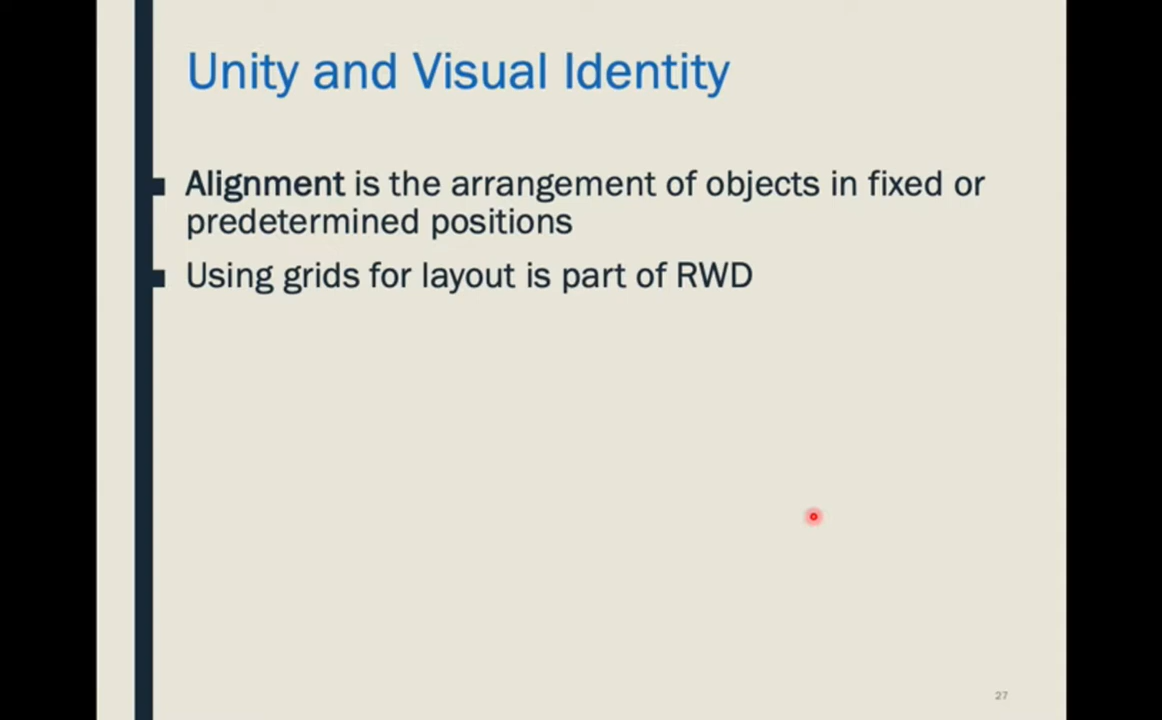 Unity and Visual Identity
Alignment is the arrangement of objects in fixed or
predetermined positions
Using grids for layout is part of RWD
27